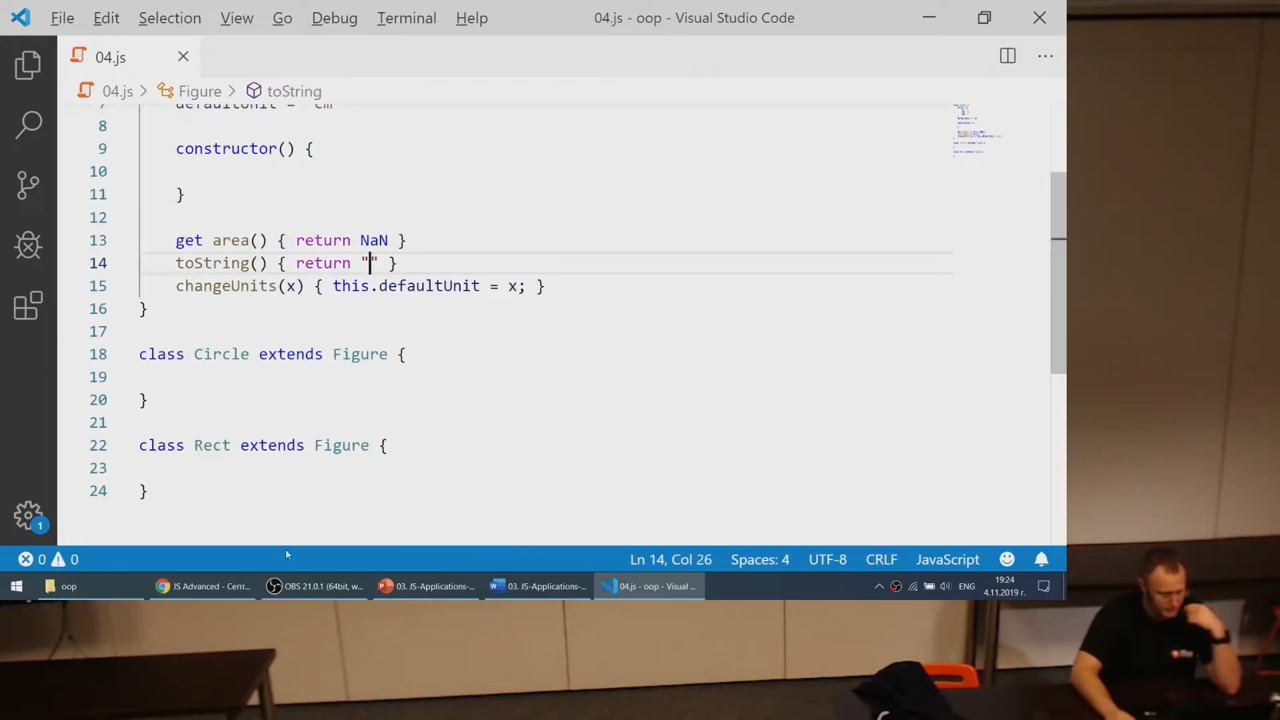 File Edit Selection View Go Debug Terminal Help 04.js - oop - Visual Studio Code
04.js
04.js > Figure > toString
7 defaultUnit = "cm"
8
9 constructor() {
10
11 }
12
13 get area() { return NaN }
14 toString() { return "" }
15 changeUnits(x) { this.defaultUnit = x; }
16 }
17
18 class Circle extends Figure {
19
20 }
21
22 class Rect extends Figure {
23
24 }
1
0 0 Ln 14, Col 26 Spaces: 4 UTF-8 CRLF JavaScript
oop JS Advanced - Cent... OBS 21.0.1 (64bit, w... 03. JS-Applications-... 03. JS-Applications-... 04.js - oop - Visual ... ENG 19:24
4.11.2019 г.